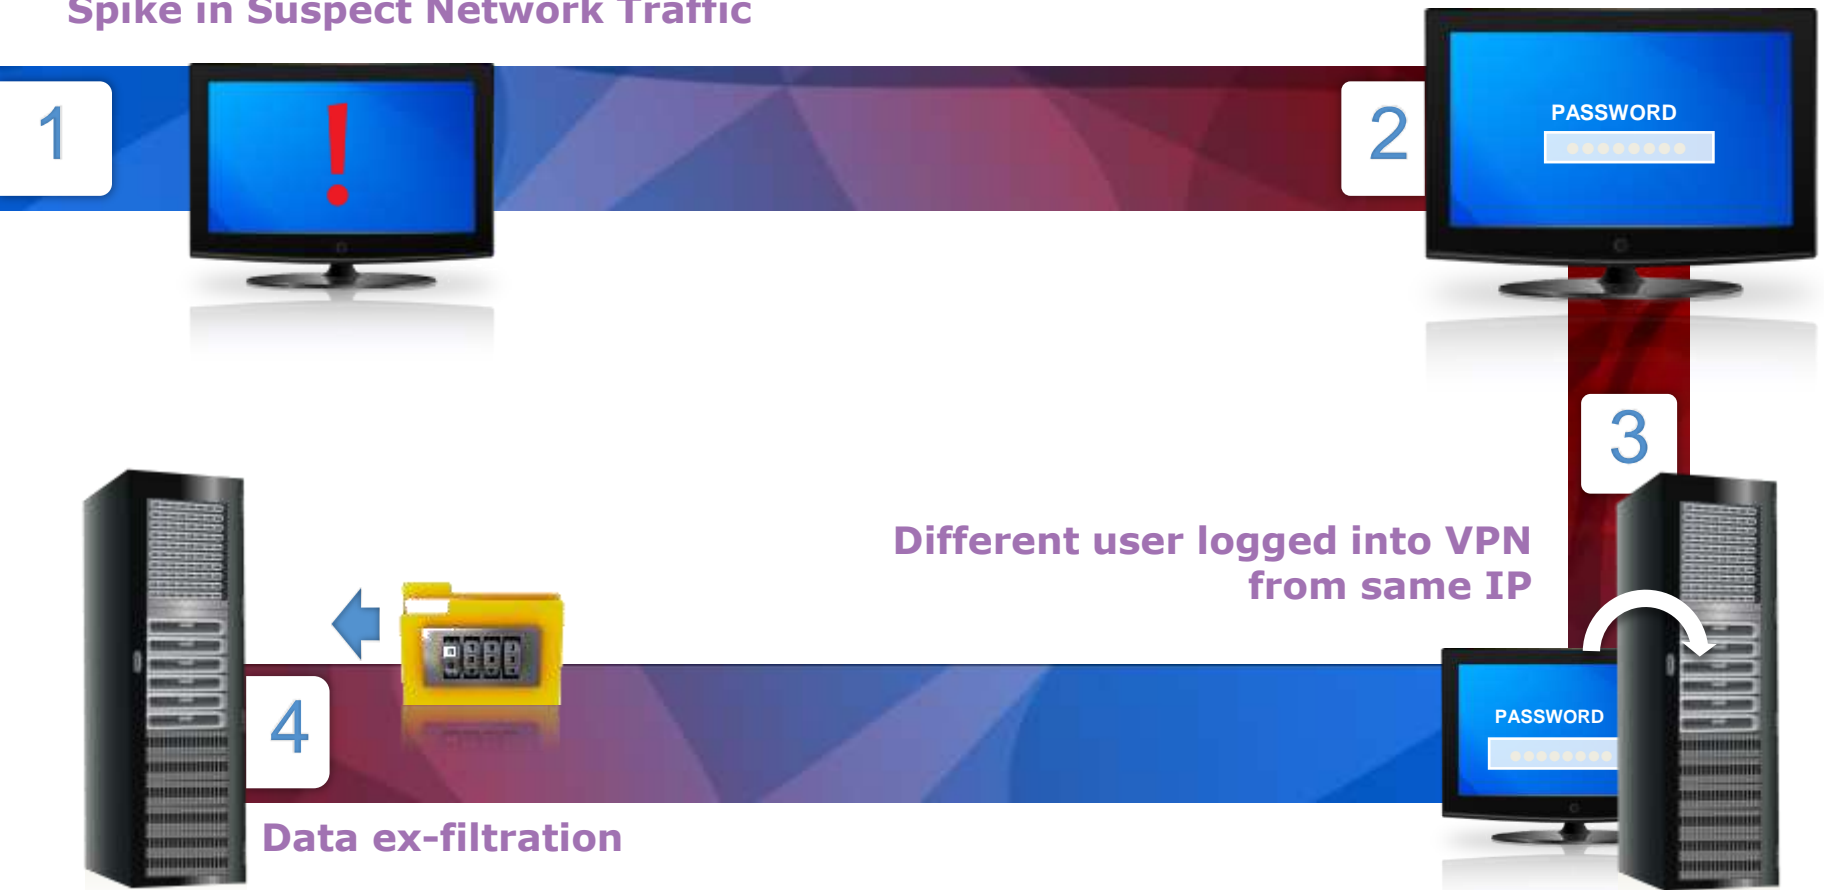 Spike in Suspect Network Traffic
1
2
PASSWORD
3
Different user logged into VPN
from same IP
PASSWORD
4
Data ex-filtration